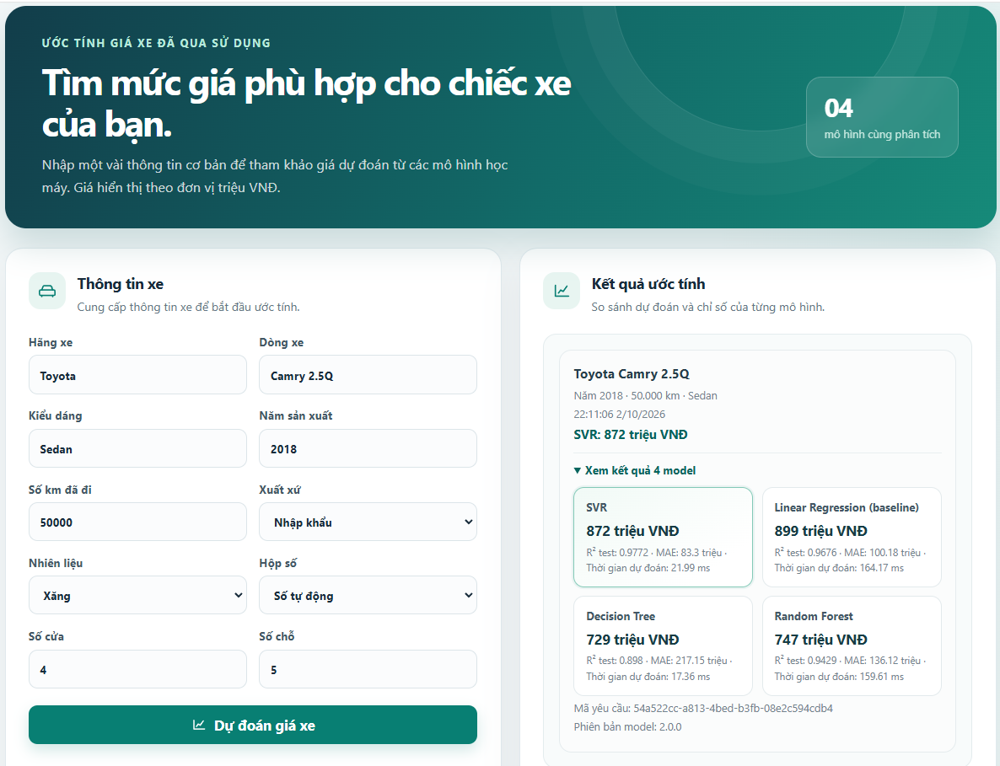 ƯỚC TÍNH GIÁ XE ĐÃ QUA SỬ DỤNG
Tìm mức giá phù hợp cho chiếc xe
của bạn.
Nhập một vài thông tin cơ bản để tham khảo giá dự đoán từ các mô hình học
máy. Giá hiển thị theo đơn vị triệu VNĐ.
04
mô hình cùng phân tích
Thông tin xe
Cung cấp thông tin xe để bắt đầu ước tính.
Hãng xe
Dòng xe
Toyota
Camry 2.5Q
Kiểu dáng
Năm sản xuất
Sedan
2018
Số km đã đi
Xuất xứ
50000
Nhập khẩu
Nhiên liệu
Hộp số
Xăng
Số tự động
Số cửa
Số chỗ
4
5
Dự đoán giá xe
Kết quả ước tính
So sánh dự đoán và chỉ số của từng mô hình.
Toyota Camry 2.5Q
Năm 2018 · 50.000 km · Sedan
22:11:06 2/10/2026
SVR: 872 triệu VNĐ
▼ Xem kết quả 4 model
SVR
872 triệu VNĐ
R² test: 0.9772 · MAE: 83.3 triệu ·
Thời gian dự đoán: 21.99 ms
Linear Regression (baseline)
899 triệu VNĐ
R² test: 0.9676 · MAE: 100.18 triệu ·
Thời gian dự đoán: 164.17 ms
Decision Tree
729 triệu VNĐ
R² test: 0.898 · MAE: 217.15 triệu ·
Thời gian dự đoán: 17.36 ms
Random Forest
747 triệu VNĐ
R² test: 0.9429 · MAE: 136.12 triệu ·
Thời gian dự đoán: 159.61 ms
Mã yêu cầu: 54a522cc-a813-4bed-b3fb-08e2c594cdb4
Phiên bản model: 2.0.0